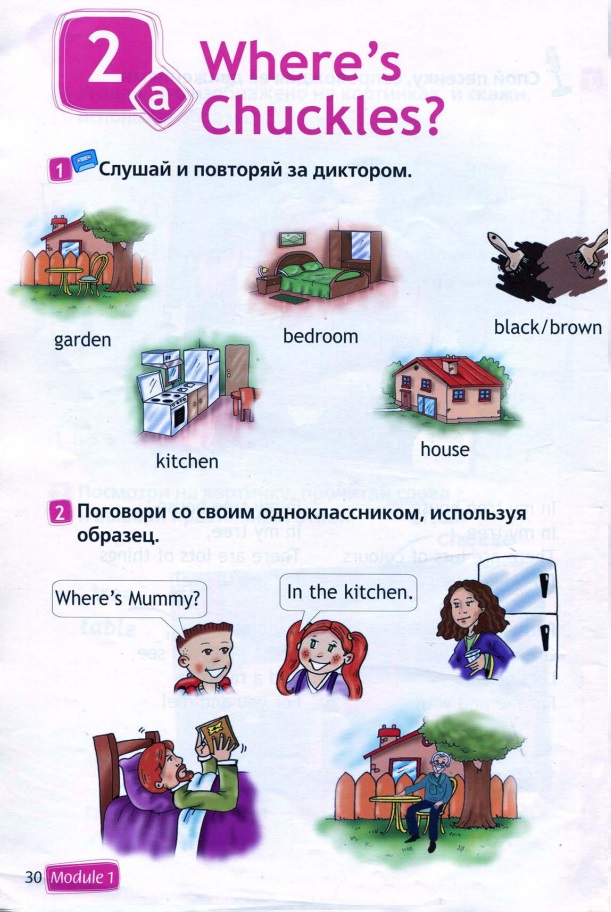 2
a
Where's
Chuckles?
1 Слушай и повторяй за диктором.
garden
bedroom
black/brown
kitchen
house
2 Поговори со своим одноклассником, используя
образец.
Where's Mummy?
In the kitchen.
30 Module 1